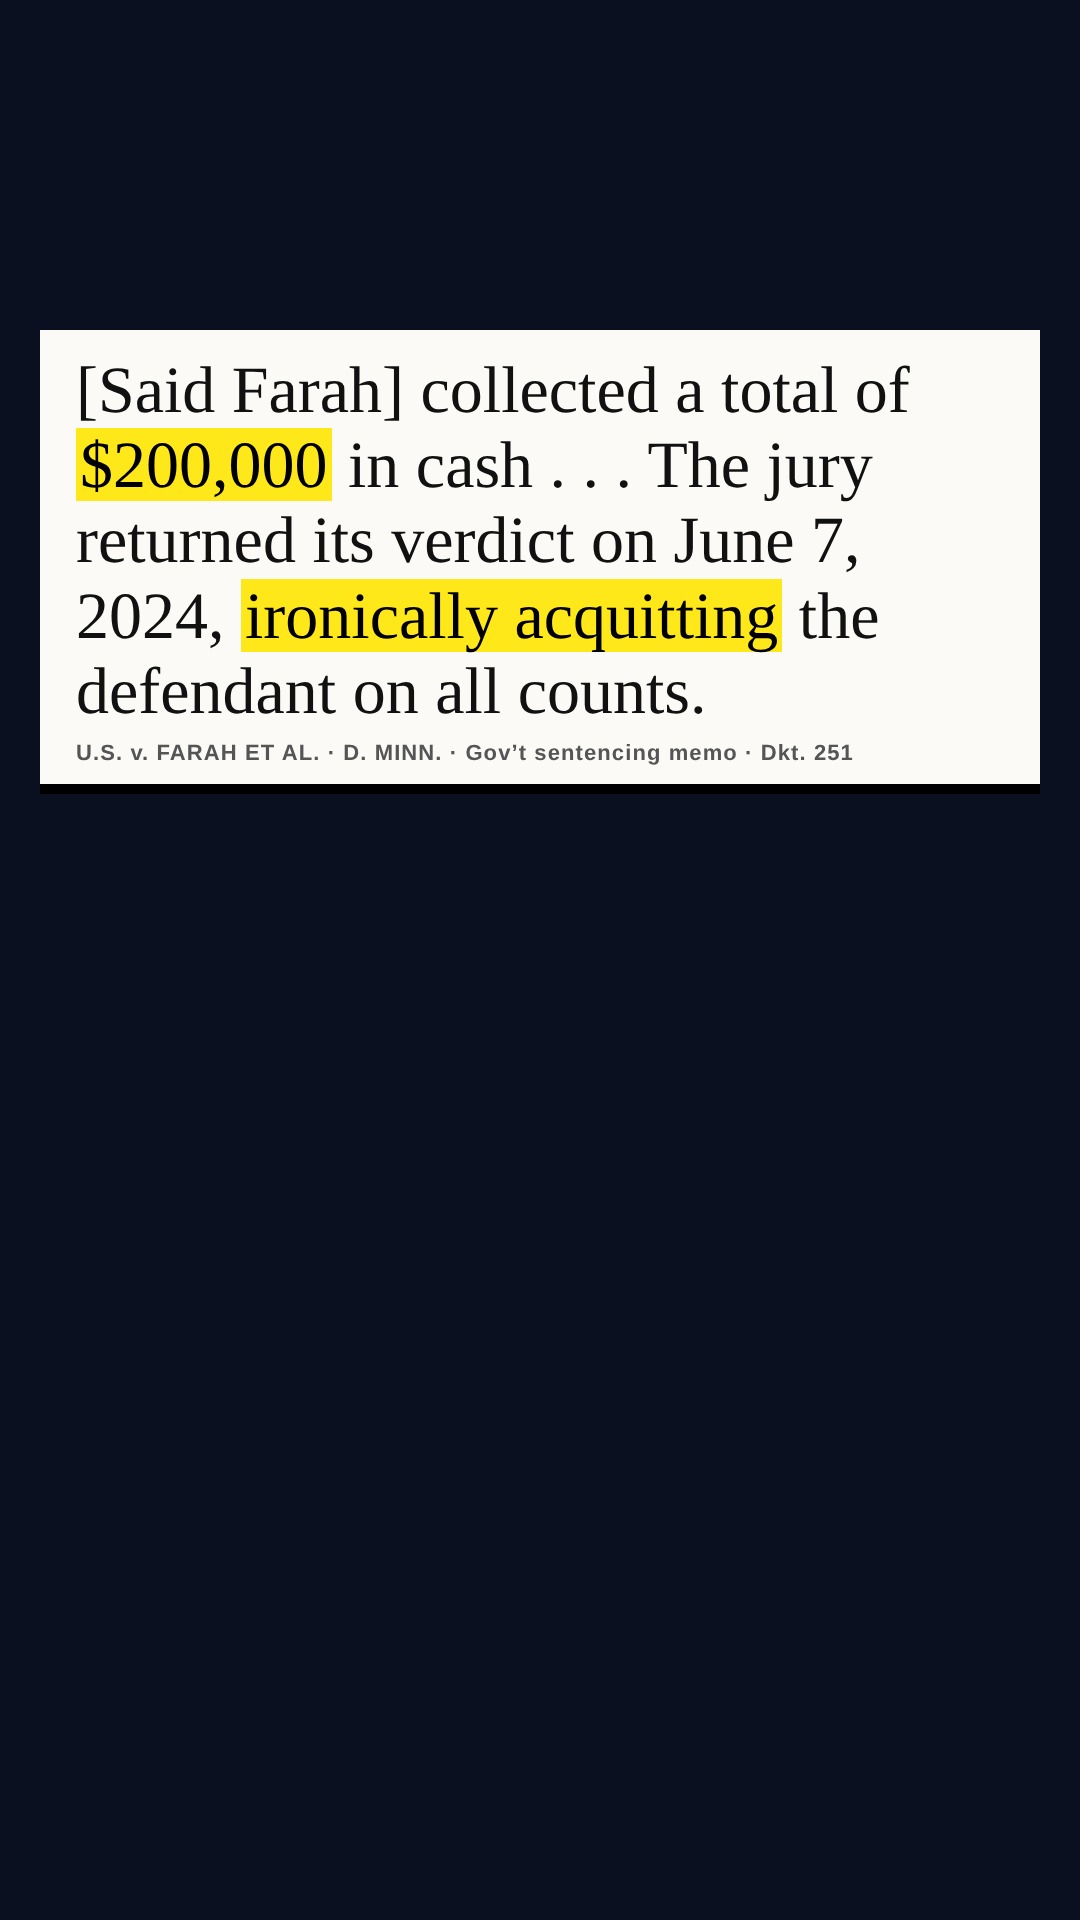 [Said Farah] collected a total of
$200,000 in cash . . . The jury
returned its verdict on June 7,
2024, ironically acquitting the
defendant on all counts.
U.S. v. FARAH ET AL. · D. MINN. · Gov’t sentencing memo · Dkt. 251